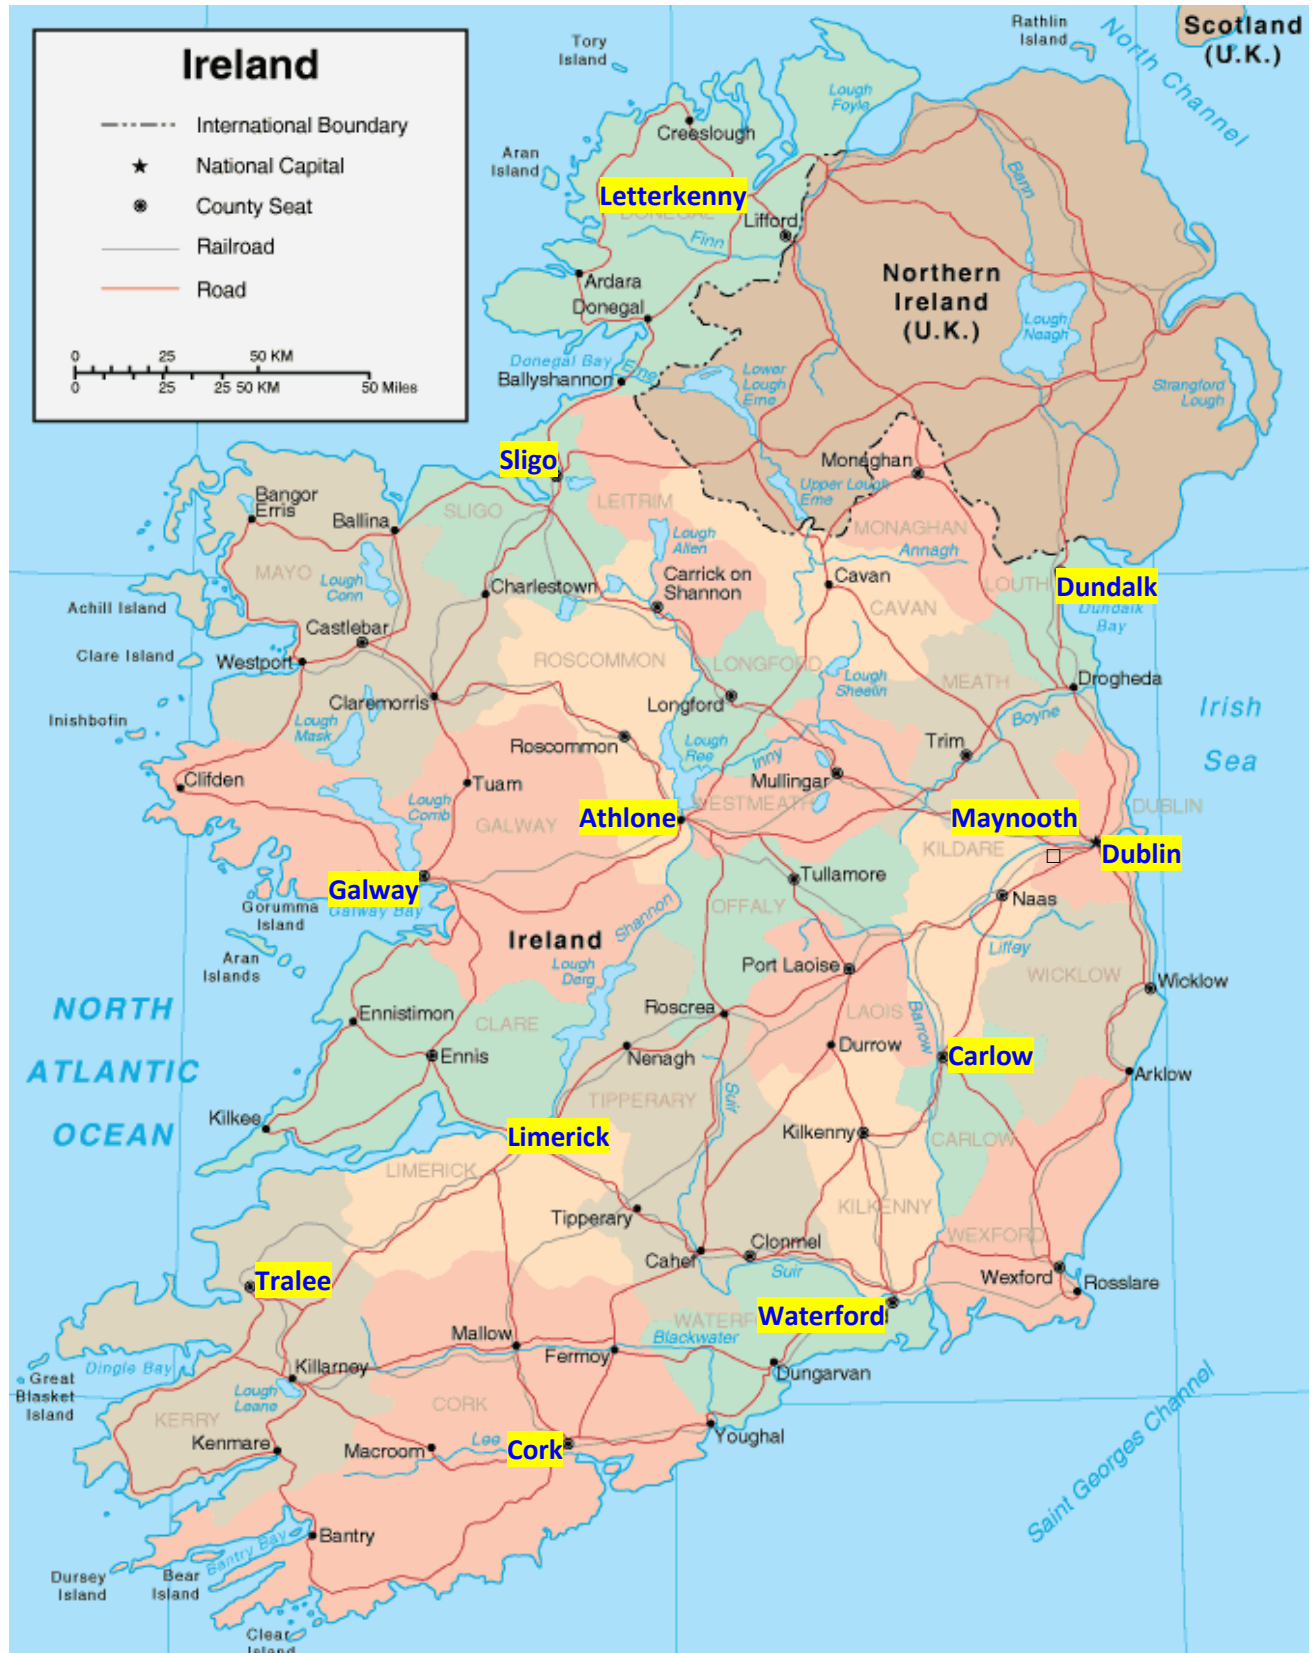 Ireland
International Boundary
National Capital
County Seat
Railroad
Road
0 25 50 KM
0 25 25 50 KM 50 Miles
Scotland
(U.K.)
Rathlin
Island
North Channel
Tory
Island
Lough
Foyle
Creeslough
Aran
Island
Letterkenny
DONEGAL
Lifford
Finn
Bann
Ardara
Donegal
Northern
Ireland
(U.K.)
Lough
Neagh
Donegal Bay
Erne
Ballyshannon
Lower
Lough
Erne
Strangford
Lough
Sligo
Monaghan
Upper Lough
Erne
Bangor
Erris
Ballina
SLIGO
LEITRIM
Lough
Allen
MONAGHAN
Annagh
MAYO
Lough
Conn
Charlestown
Carrick on
Shannon
Cavan
CAVAN
LOUTH
Dundalk
Dundalk
Bay
Achill Island
Castlebar
Clare Island
Westport
ROSCOMMON
LONGFORD
Lough
Sheelin
MEATH
Drogheda
Claremorris
Longford
Boyne
Irish
Sea
Inishbofin
Lough
Mask
Roscommon
Lough
Ree
Inny
Trim
Mullingar
Clifden
Tuam
Lough
Corrib
GALWAY
Athlone
WESTMEATH
Maynooth
DUBLIN
KILDARE
Dublin
Galway
Galway Bay
Gorumma
Island
Tullamore
Naas
OFFALY
Shannon
Ireland
Aran
Islands
Lough
Derg
Port Laoise
Liffey
WICKLOW
Wicklow
NORTH
ATLANTIC
OCEAN
Ennistimon
CLARE
Roscrea
LAOIS
Barrow
Ennis
Nenagh
Durrow
Carlow
Arklow
Suir
TIPPERARY
Kilkee
Limerick
Kilkenny
CARLOW
LIMERICK
Tipperary
KILKENNY
WEXFORD
Cahef
Clonmel
Suir
Wexford
Rosslare
Tralee
Waterford
WATERF
Mallow
Blackwater
Fermoy
Dungarvan
Dingle Bay
Great
Blasket
Island
Killarney
Lough
Leane
KERRY
CORK
Kenmare
Macroom
Lee
Cork
Youghal
Saint Georges Channel
Bantry
Bantry Bay
Dursey
Island
Bear
Island
Clear
Island